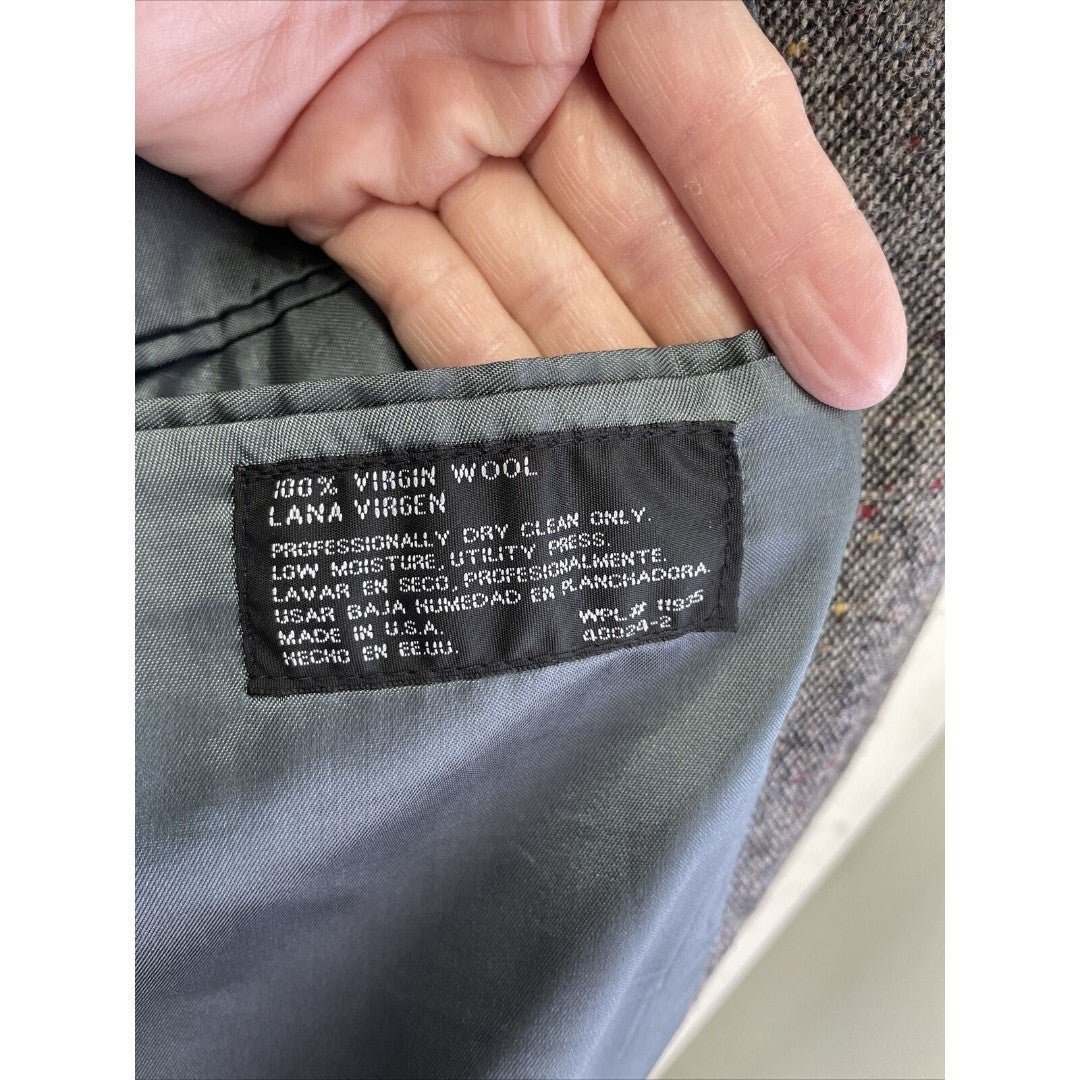 100% VIRGIN WOOL
LANA VIRGEN
PROFESSIONALLY DRY CLEAN ONLY.
LOW MOISTURE, UTILITY PRESS.
LAVAR EN SECO, PROFESIONALMENTE.
USAR BAJA HUMEDAD EN PLANCHADORA.
MADE IN U.S.A. WPL# 11935
HECHO EN EE.UU. 40024-2